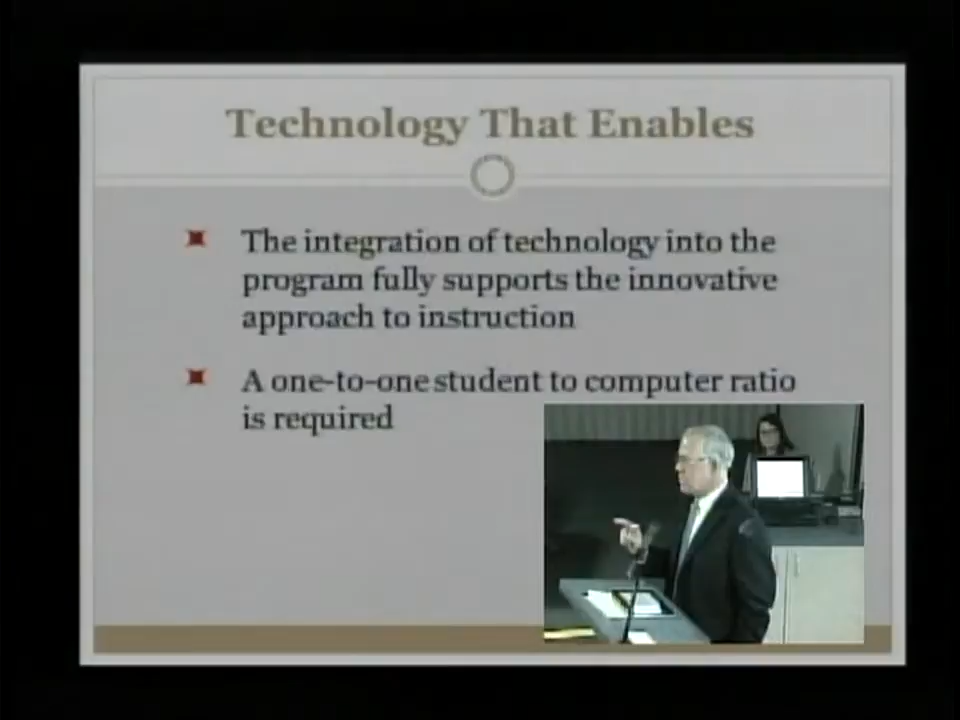 Technology That Enables
The integration of technology into the
program fully supports the innovative
approach to instruction
A one-to-one student to computer ratio
is required